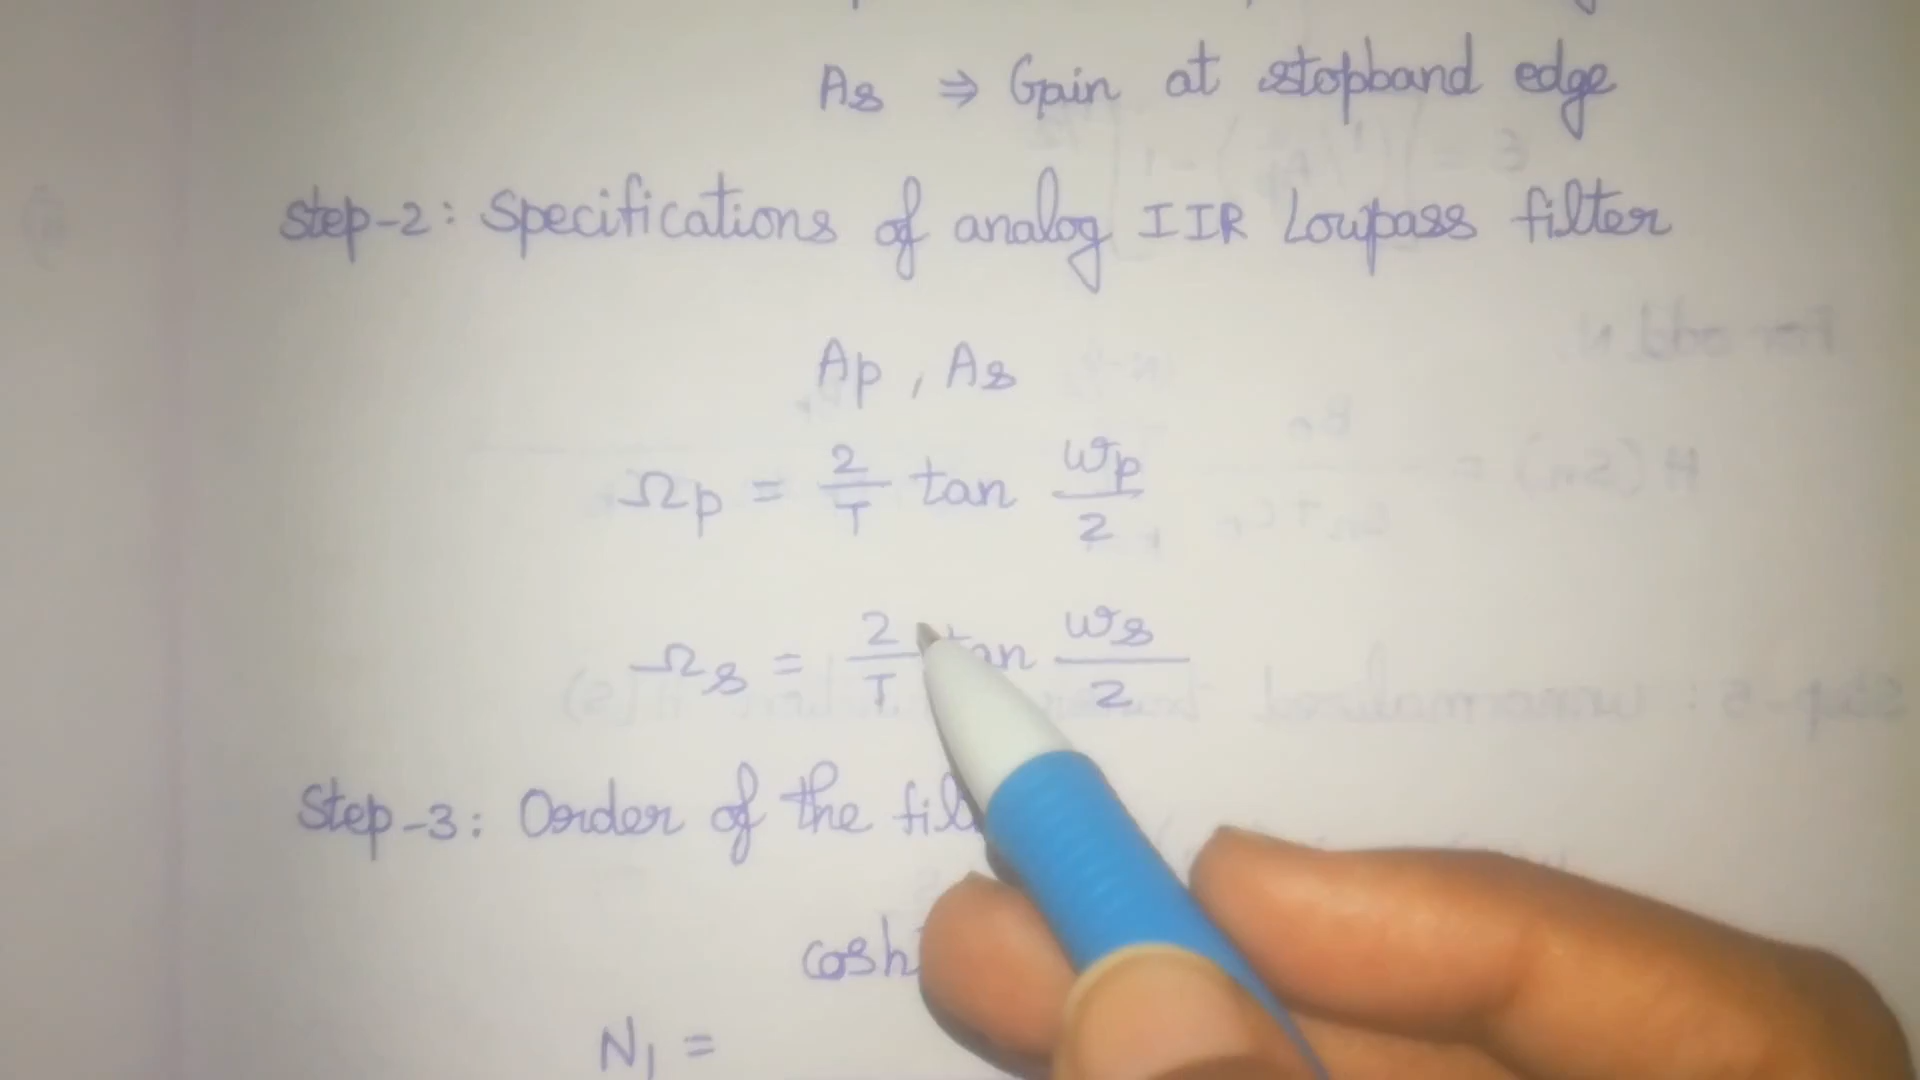 As ⇒ Gain at stopband edge
Step-2: Specifications of analog IIR Lowpass filter
Ap, As
Ωp = 2/T tan ωp/2
Ωs = 2/T tan ωs/2
Step-3: Order of the fil
cosh
N1 =